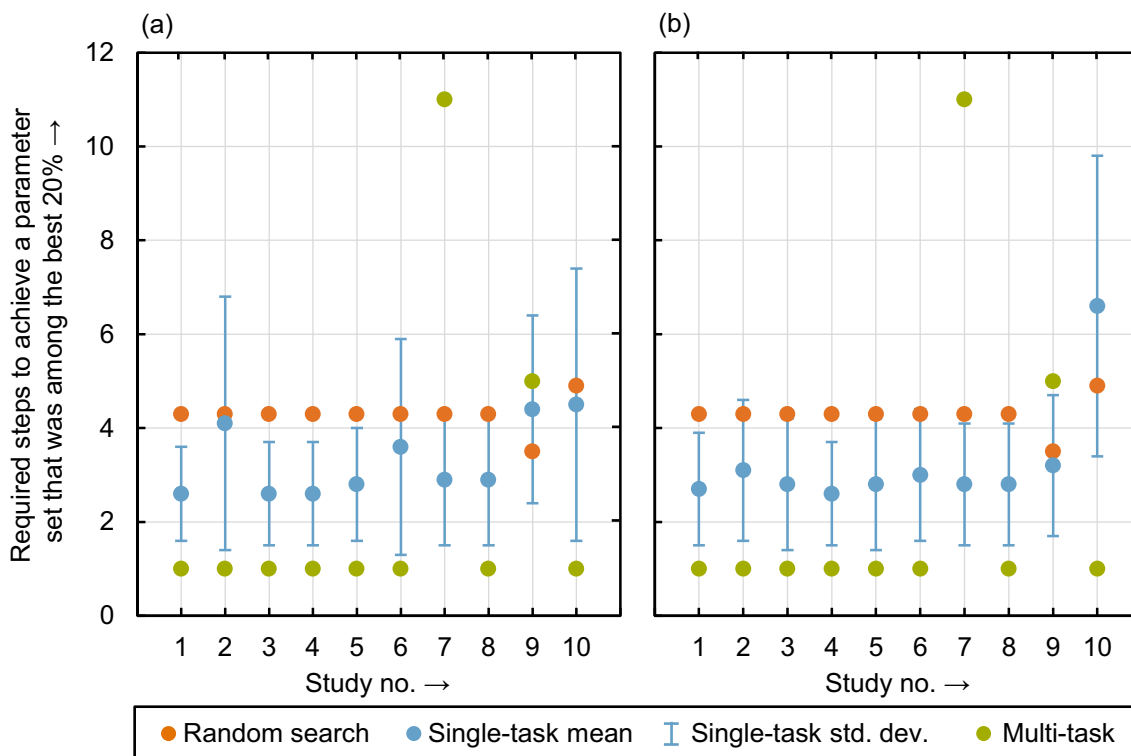 (a)
(b)
Required steps to achieve a parameter
set that was among the best 20% →
12
10
8
6
4
2
0
1 2 3 4 5 6 7 8 9 10
1 2 3 4 5 6 7 8 9 10
Study no. →
Study no. →
Random search
Single-task mean
Single-task std. dev.
Multi-task